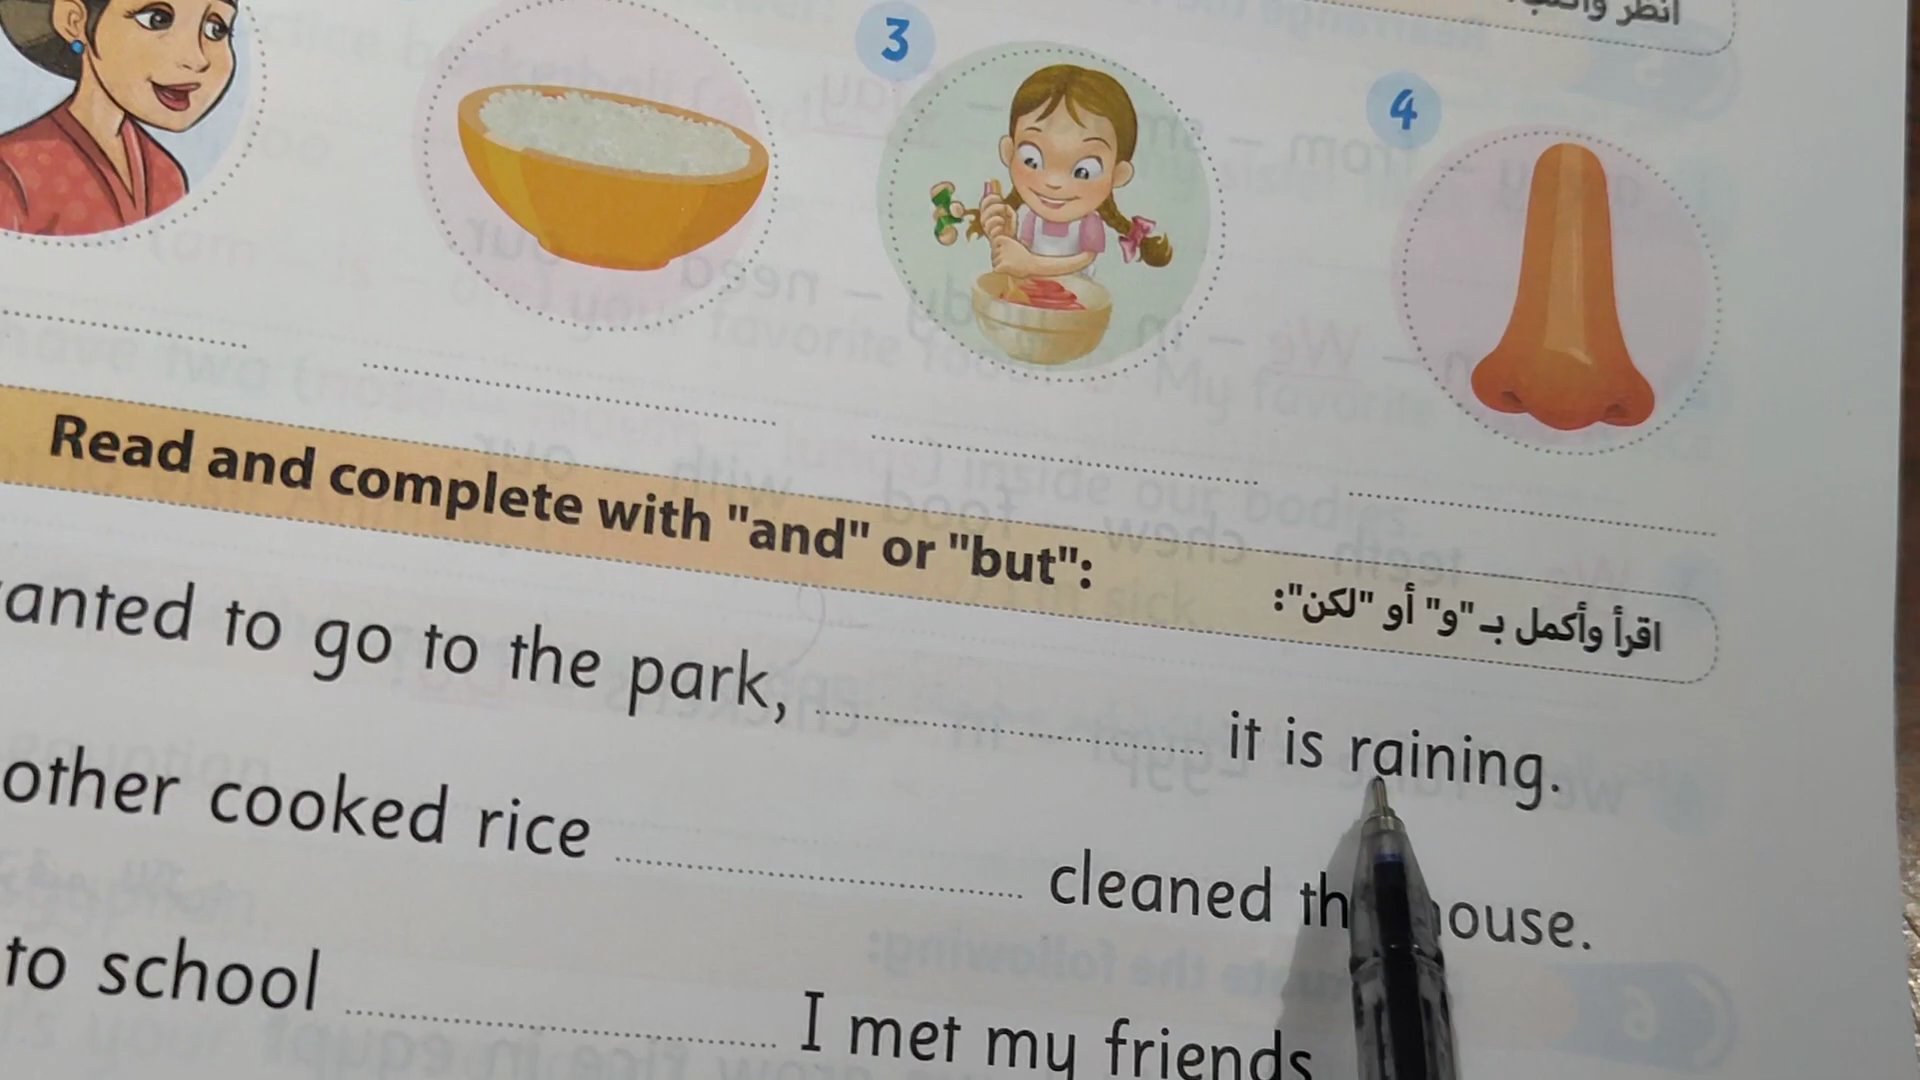 انظر
3
4
Read and complete with "and" or "but":
اقرأ وأكمل بـ "و" أو "لكن":
anted to go to the park, it is raining.
other cooked rice cleaned th ouse.
to school I met my friends